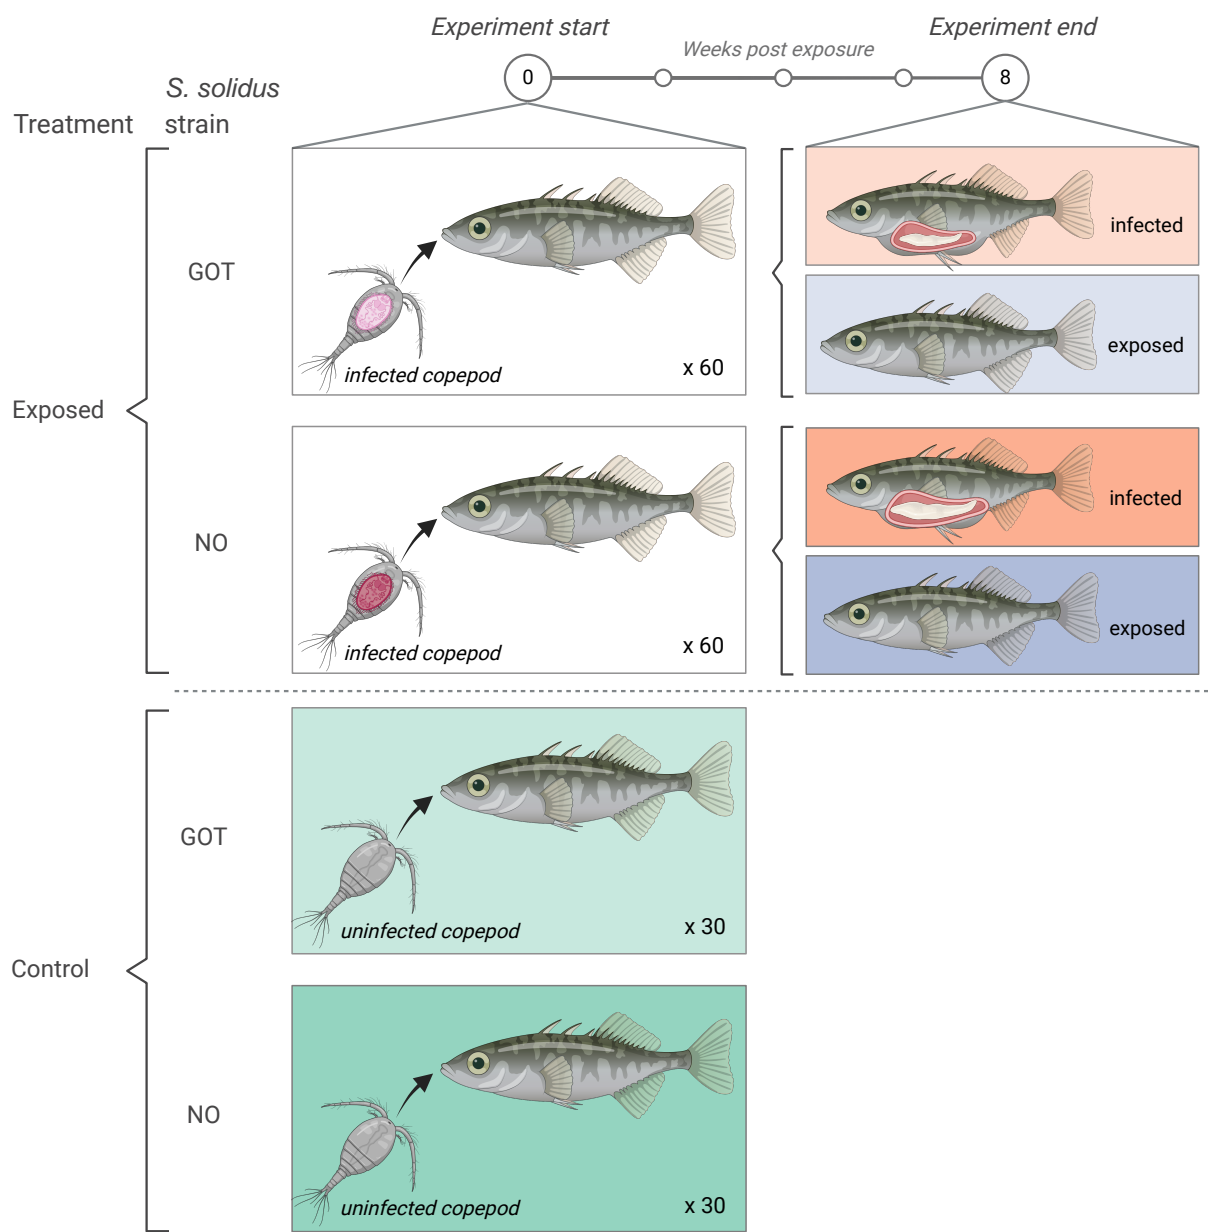 Experiment start
Experiment end
Weeks post exposure
0
8
S. solidus
Treatment strain
GOT
infected copepod
x 60
infected
exposed
Exposed
NO
infected copepod
x 60
infected
exposed
GOT
uninfected copepod
x 30
Control
NO
uninfected copepod
x 30